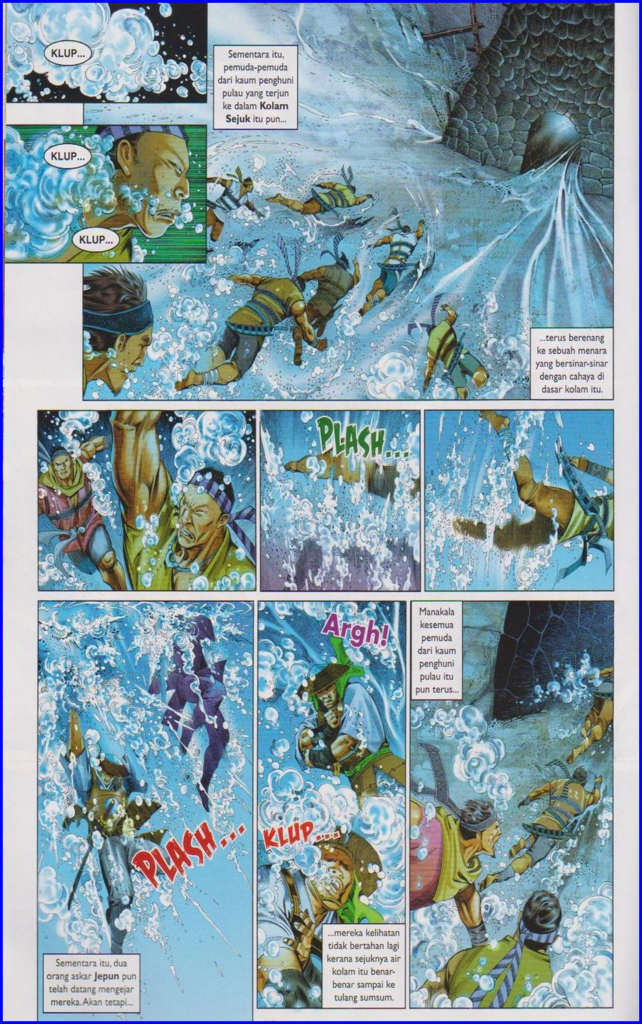 KLUP...
KLUP...
KLUP...
Sementara itu,
pemuda-pemuda
dari kaum penghuni
pulau yang terjun
ke dalam Kolam
Sejuk itu pun...
...terus berenang
ke sebuah menara
yang bersinar-sinar
dengan cahaya di
dasar kolam itu.
PLASH...
PLASH...
Sementara itu, dua
orang askar Jepun pun
telah datang mengejar
mereka. Akan tetapi...
Argh!
KLUP...
...mereka kelihatan
tidak bertahan lagi
kerana sejuknya air
kolam itu benar-
benar sampai ke
tulang sumsum.
Manakala
kesemua
pemuda
dari kaum
penghuni
pulau itu
pun terus...